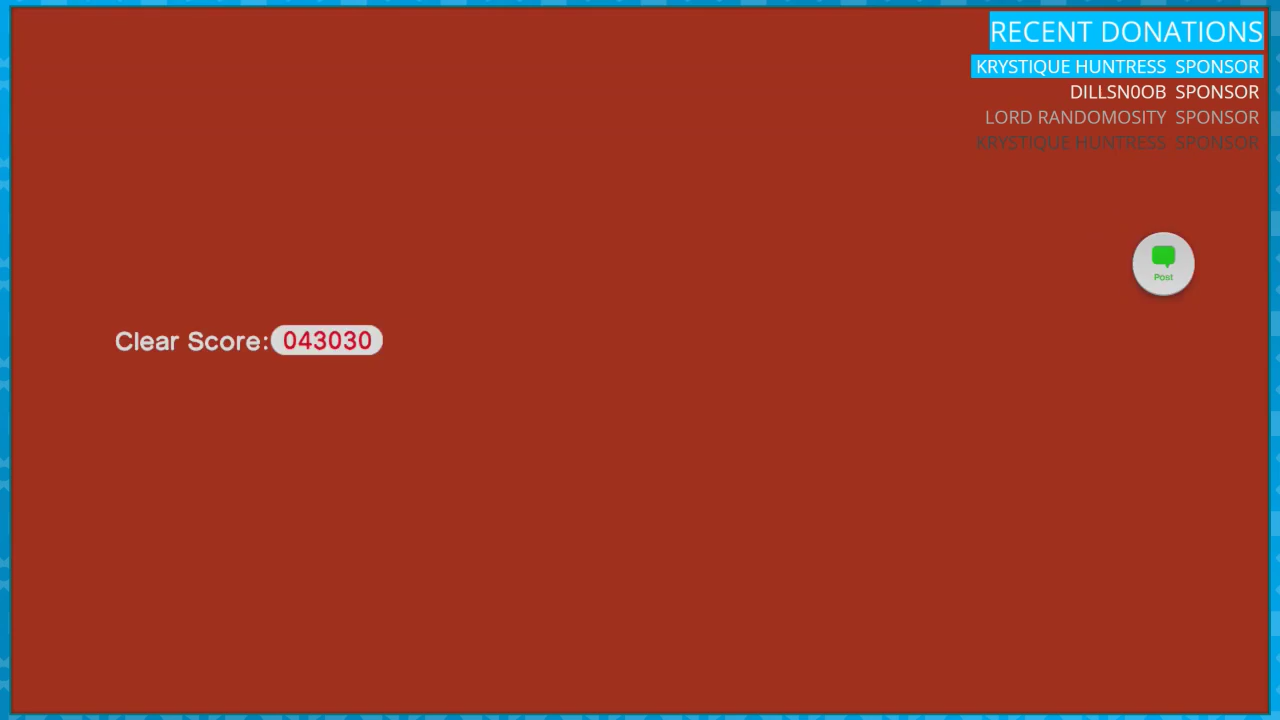 RECENT DONATIONS
KRYSTIQUE HUNTRESS SPONSOR
DILLSN0OB SPONSOR
LORD RANDOMOSITY SPONSOR
KRYSTIQUE HUNTRESS SPONSOR
Post
Clear Score: 043030